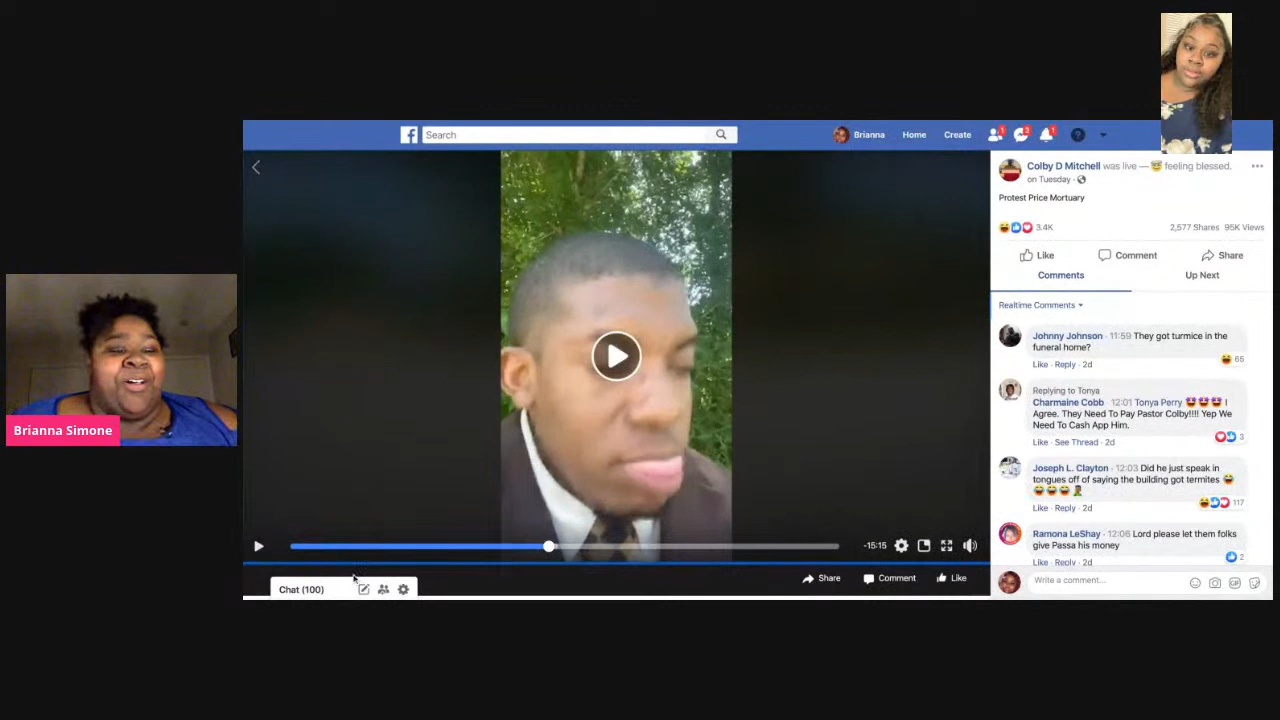 Search
Brianna
Home
Create
1
2
1
Colby D Mitchell was live — 😇 feeling blessed.
on Tuesday ·
Protest Price Mortuary
3.4K
2,577 Shares 95K Views
Like
Comment
Share
Comments
Up Next
Realtime Comments
Johnny Johnson · 11:59 They got turmice in the
funeral home?
65
Like · Reply · 2d
Replying to Tonya
Charmaine Cobb · 12:01 Tonya Perry 😍😍😍 I
Agree. They Need To Pay Pastor Colby!!!! Yep We
Need To Cash App Him.
3
Like · See Thread · 2d
Joseph L. Clayton · 12:03 Did he just speak in
tongues off of saying the building got termites 😂
😂😂😂
117
Like · Reply · 2d
Ramona LeShay · 12:06 Lord please let them folks
give Passa his money
2
Like · Reply · 2d
Write a comment...
GIF
Brianna Simone
-15:15
Share
Comment
Like
Chat (100)